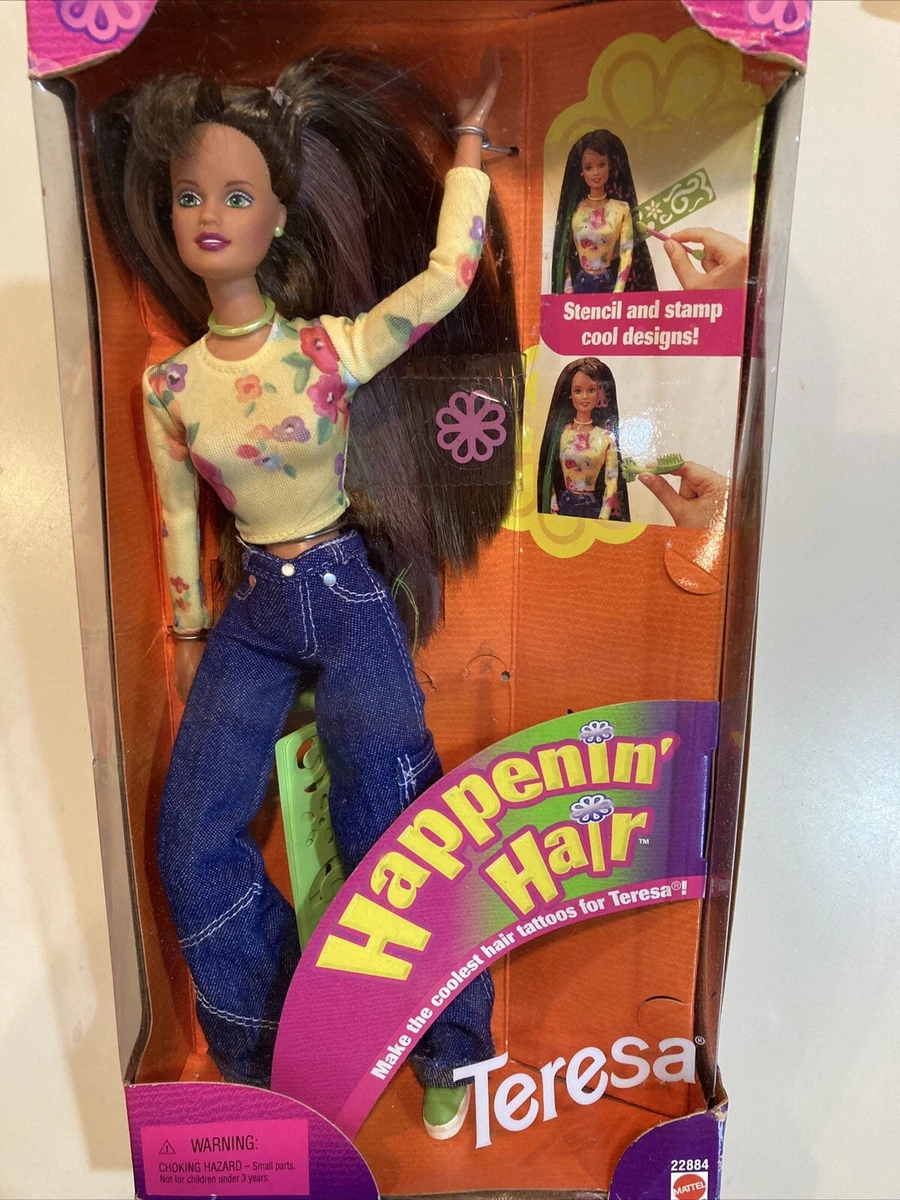 Stencil and stamp
cool designs!
Happenin'
Hair™
Make the coolest hair tattoos for Teresa®!
Teresa®
⚠ WARNING:
CHOKING HAZARD – Small parts.
Not for children under 3 years.
22884
MATTEL